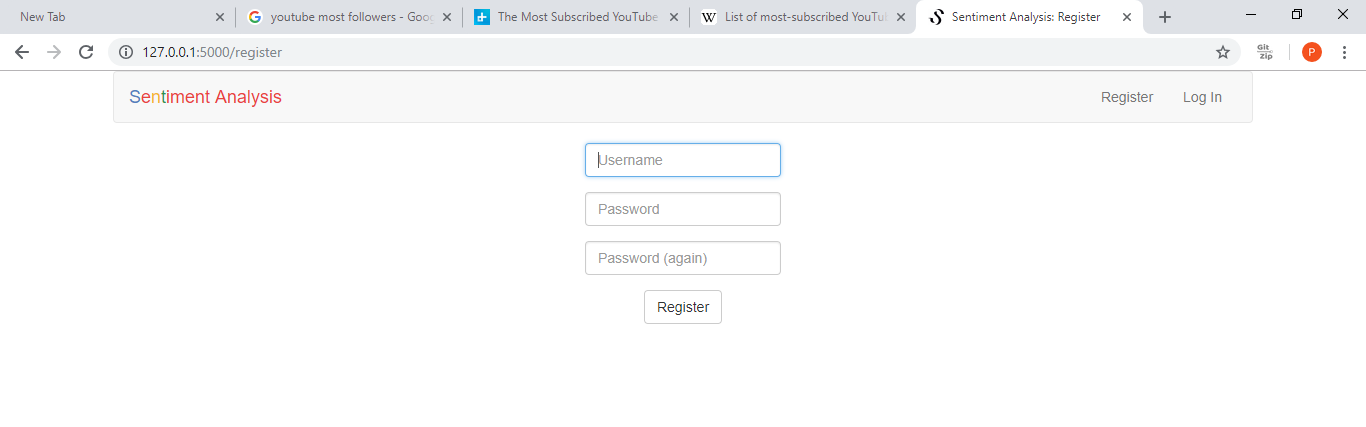 New Tab
youtube most followers - Goog
The Most Subscribed YouTube
List of most-subscribed YouTu
Sentiment Analysis: Register
127.0.0.1:5000/register
Git
Zip
P
Sentiment Analysis
Register
Log In
Username
Password
Password (again)
Register